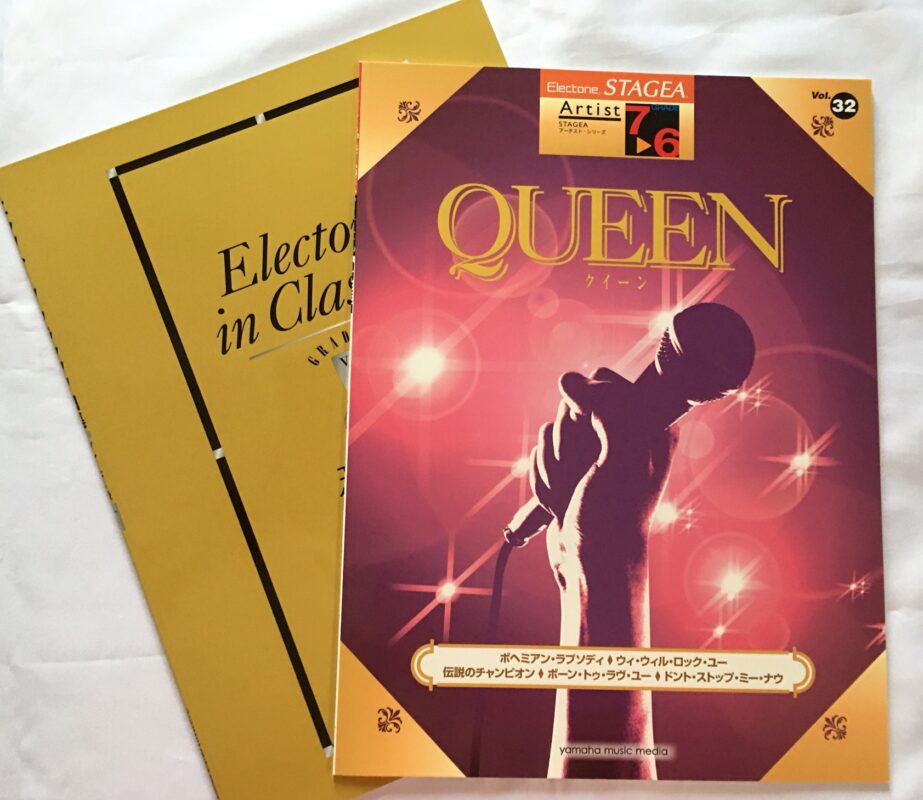 Electone STAGEA
Artist
STAGEA
アーチスト・シリーズ
GRADE
7▶6
Vol. 32
QUEEN
クイーン
ボヘミアン・ラプソディ♦ウィ・ウィル・ロック・ユー
伝説のチャンピオン♦ボーン・トゥ・ラヴ・ユー♦ドント・ストップ・ミー・ナウ
yamaha music media
in